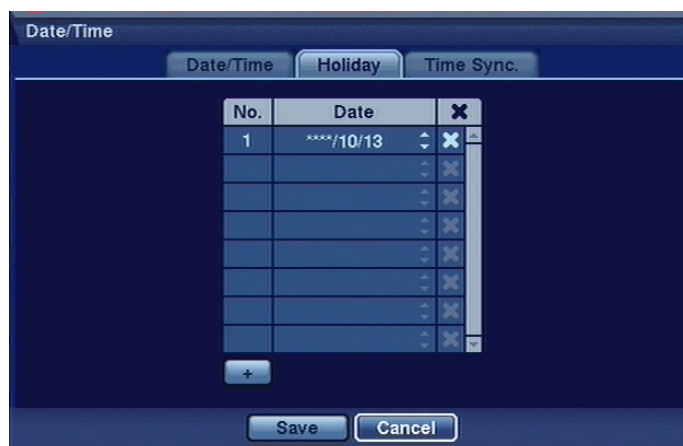 Date/Time
Date/Time Holiday Time Sync.
No. Date
1 ****/10/13
+
Save Cancel